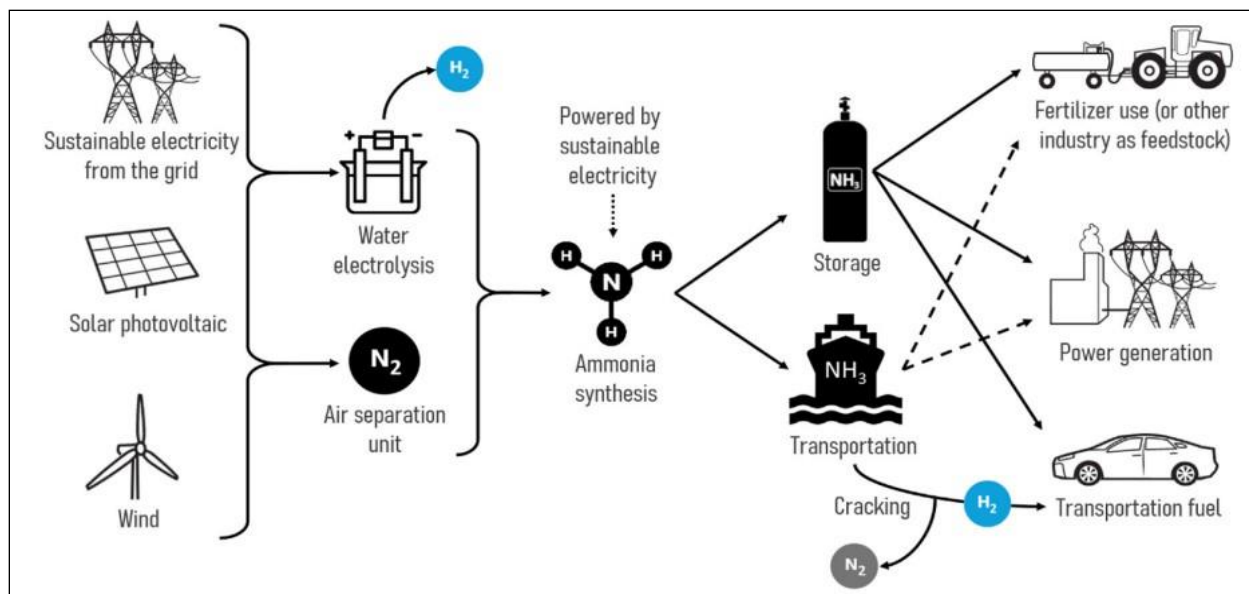 Sustainable electricity
from the grid
Solar photovoltaic
Wind
H₂
+ −
Water
electrolysis
N₂
Air separation
unit
Powered by
sustainable
electricity
H
H
N
H
Ammonia
synthesis
NH₃
Storage
NH₃
Transportation
Cracking
H₂
N₂
Fertilizer use (or other
industry as feedstock)
Power generation
Transportation fuel